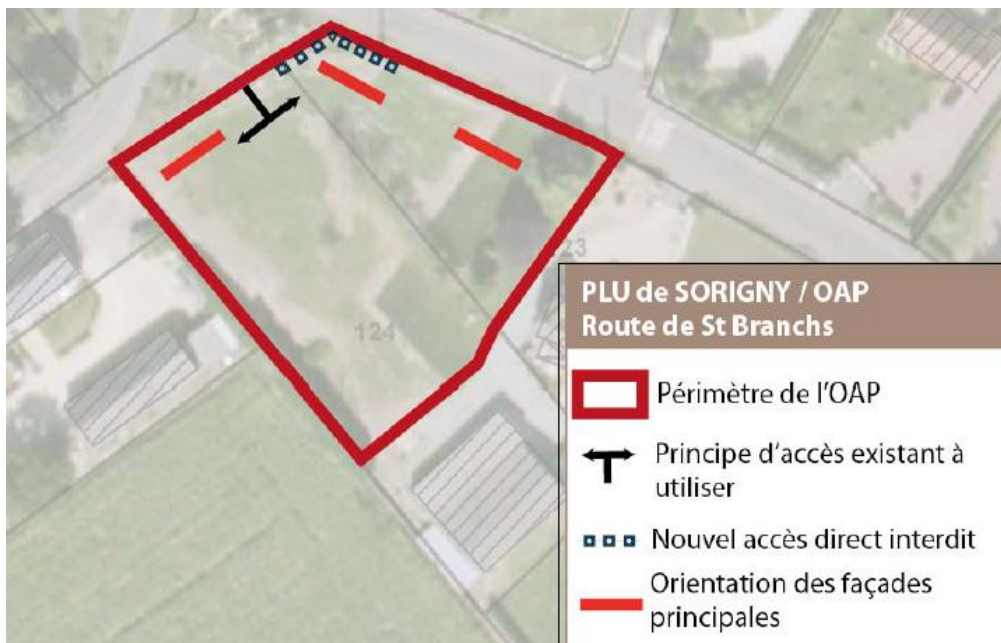 124
23
PLU de SORIGNY / OAP
Route de St Branchs
Périmètre de l'OAP
Principe d'accès existant à
utiliser
Nouvel accès direct interdit
Orientation des façades
principales